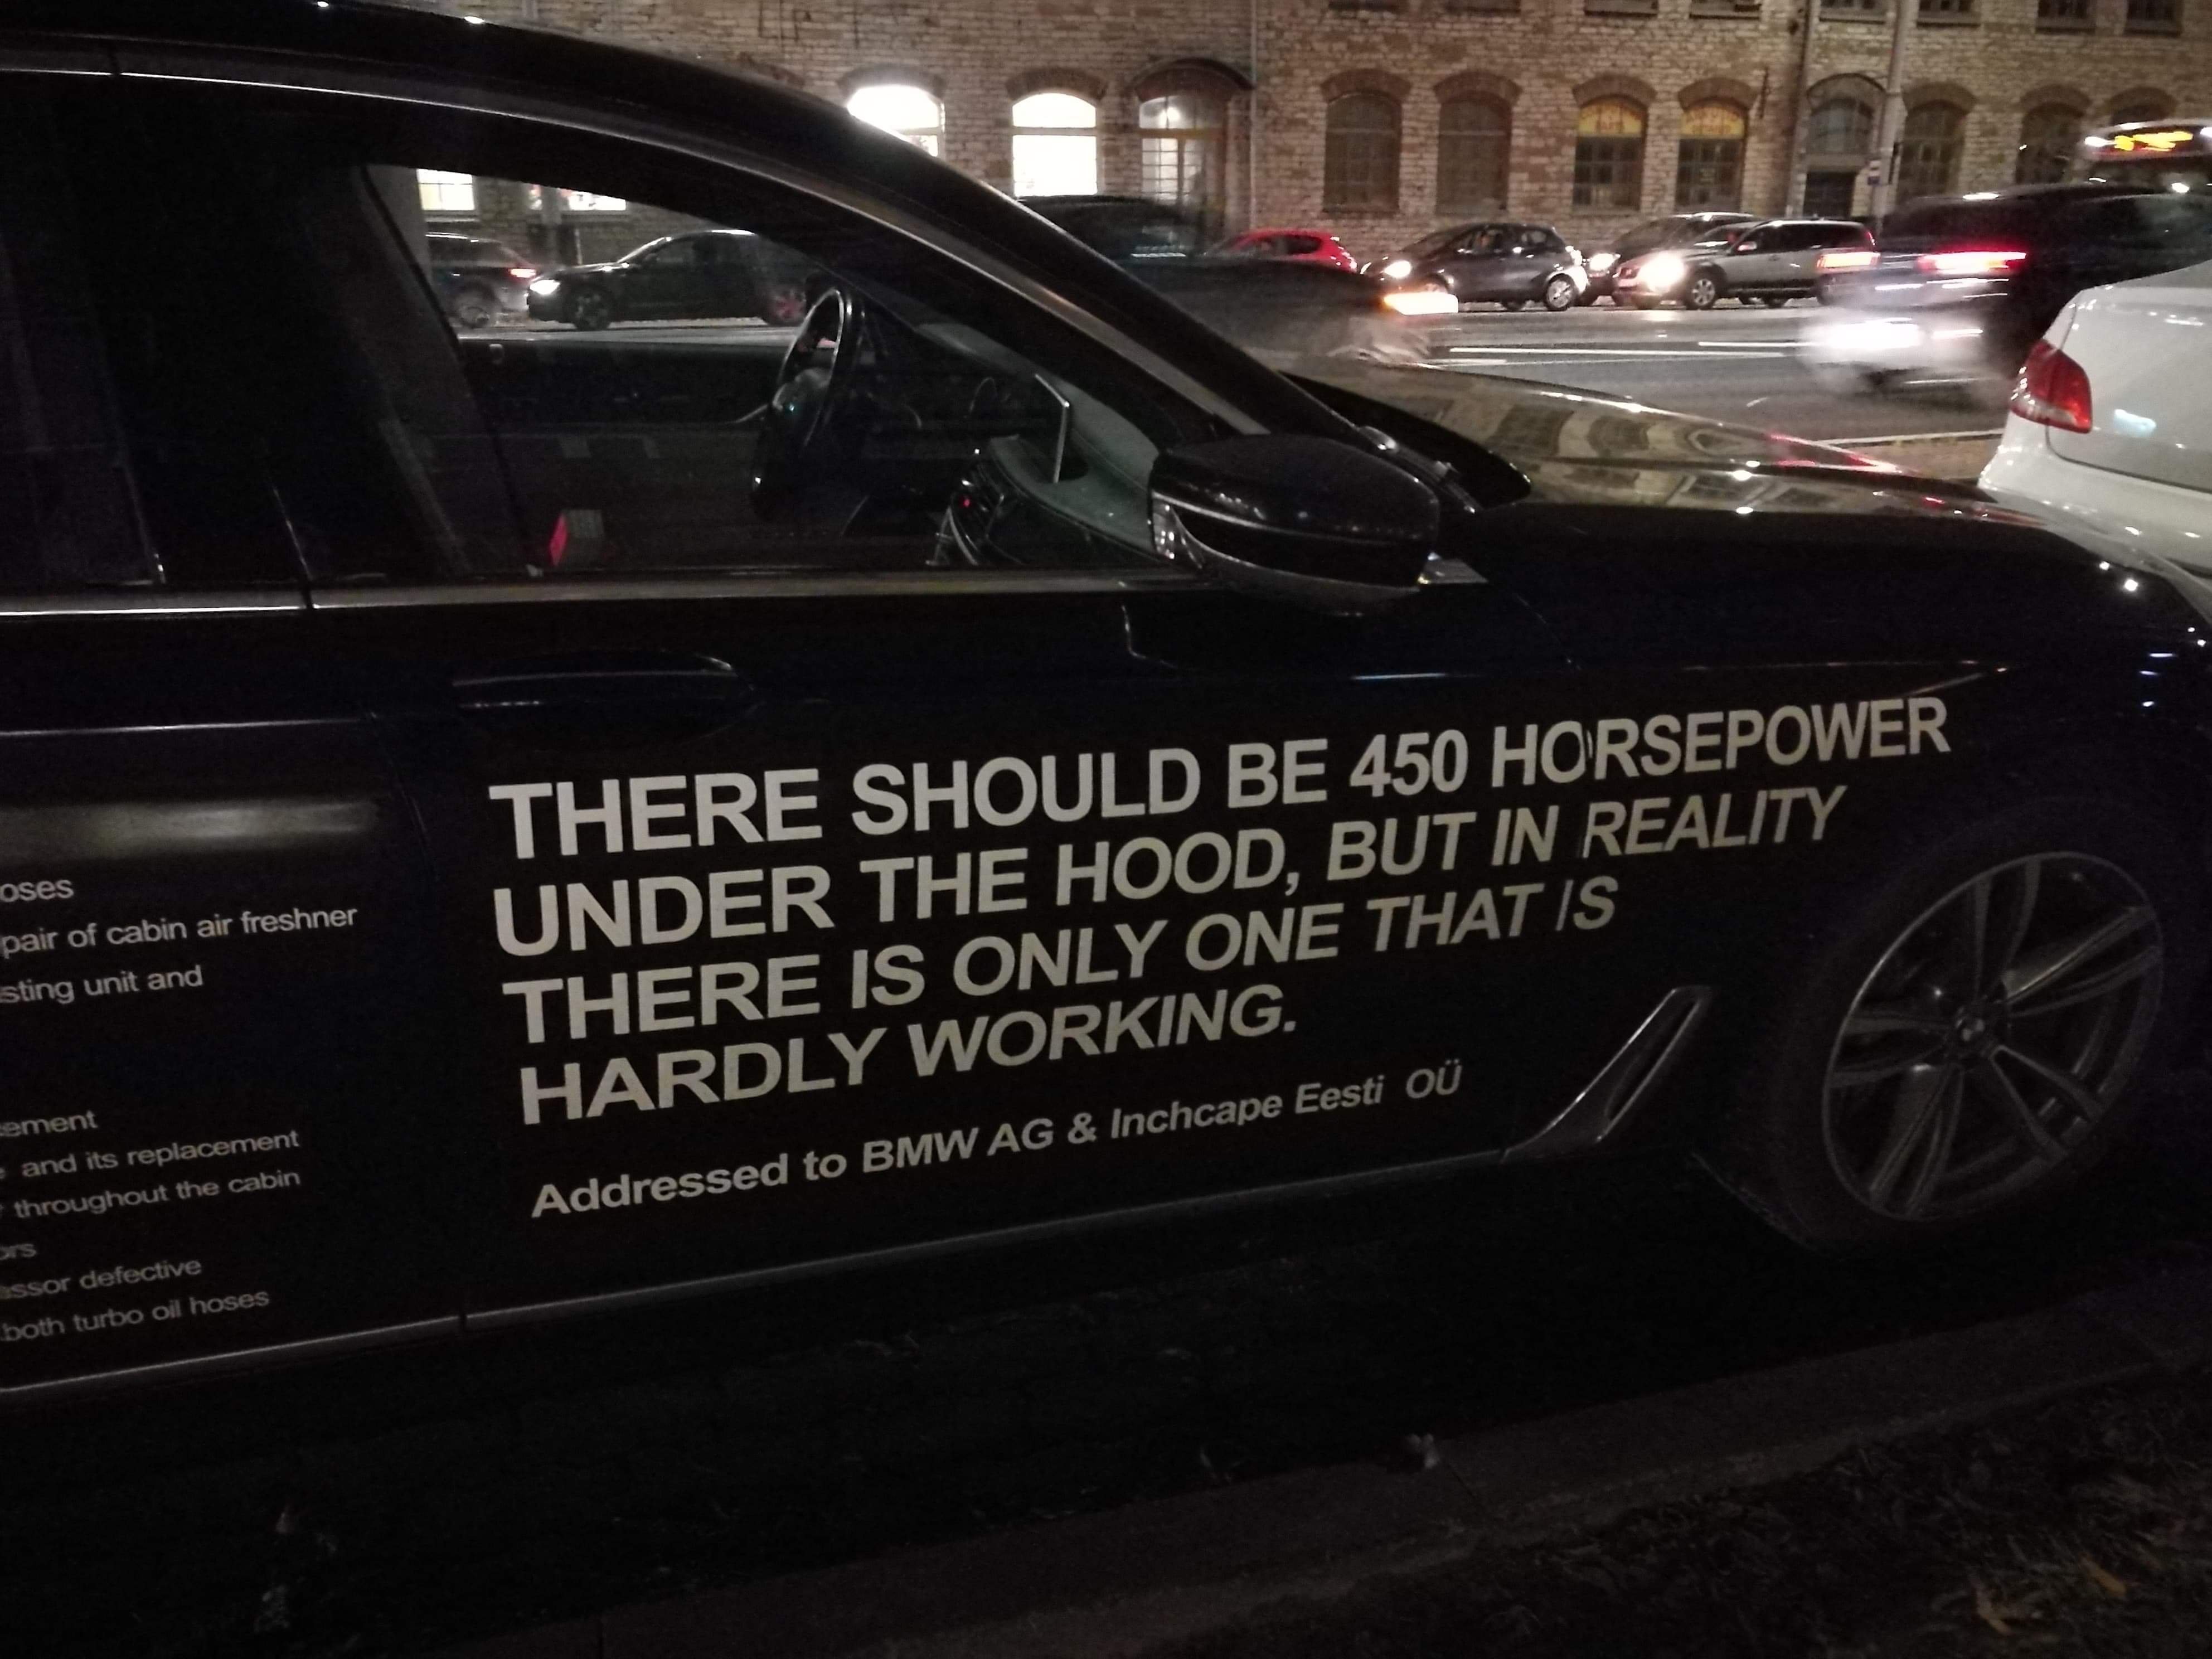 THERE SHOULD BE 450 HORSEPOWER
UNDER THE HOOD, BUT IN REALITY
THERE IS ONLY ONE THAT IS
HARDLY WORKING.
Addressed to BMW AG & Inchcape Eesti OÜ
oses
pair of cabin air freshner
sting unit and
ement
and its replacement
throughout the cabin
ors
essor defective
both turbo oil hoses